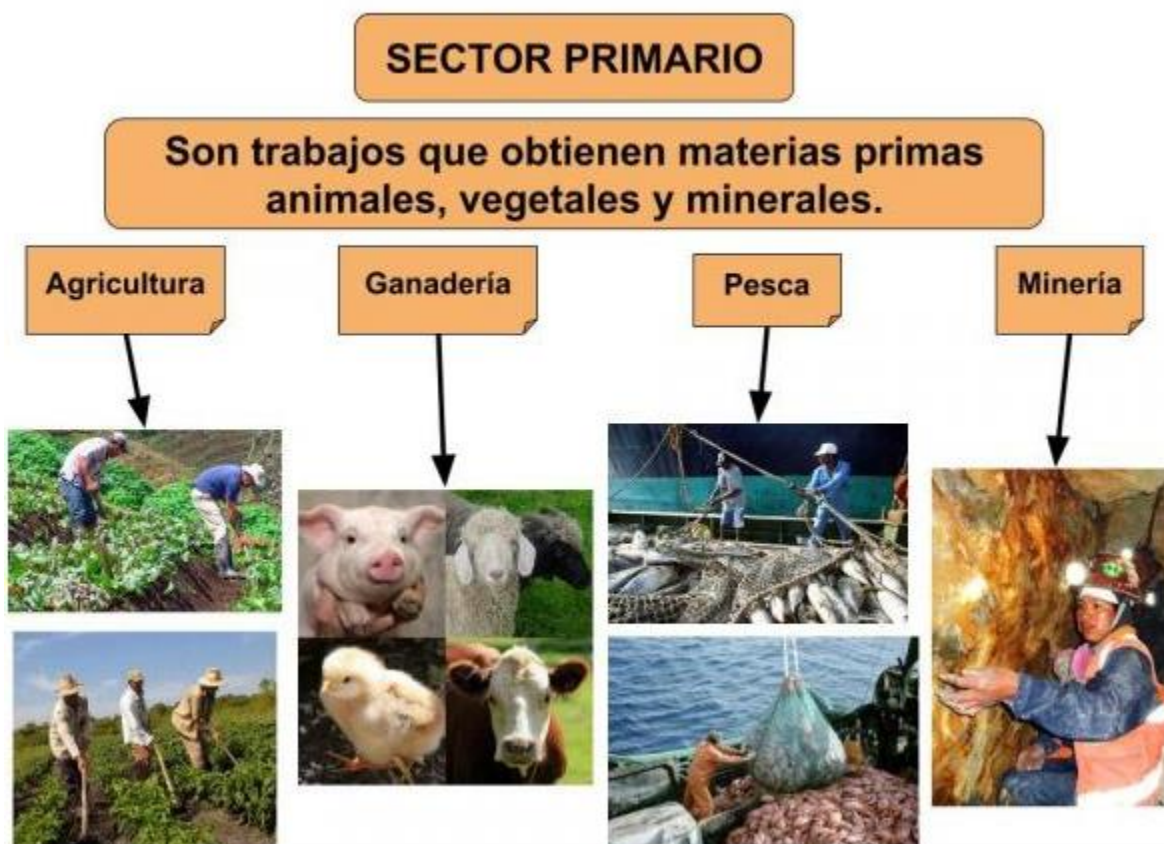 SECTOR PRIMARIO
Son trabajos que obtienen materias primas
animales, vegetales y minerales.
Agricultura
Ganadería
Pesca
Minería